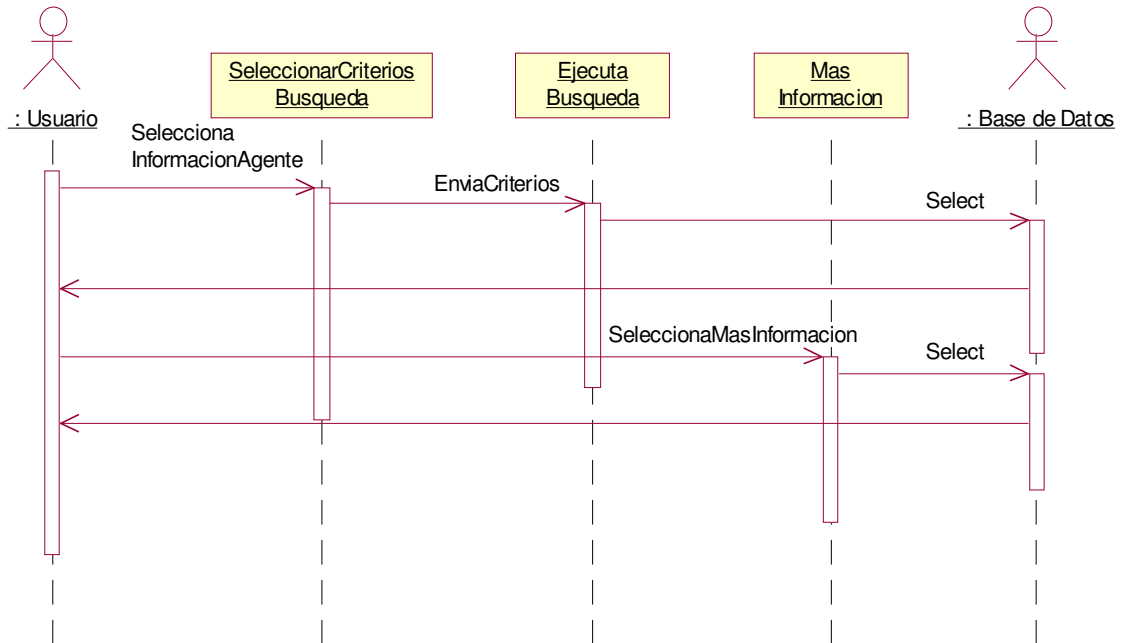 SeleccionarCriterios
Busqueda
Ejecuta
Busqueda
Mas
Informacion
: Usuario
: Base de Datos
Selecciona
InformacionAgente
EnviaCriterios
Select
SeleccionaMasInformacion
Select